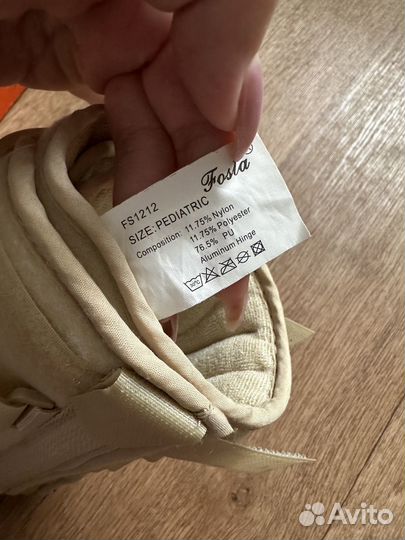 Fosta®
FS1212
SIZE:PEDIATRIC
Composition: 11.75% Nylon
11.75% Polyester
76.5% PU
Aluminum Hinge
Avito